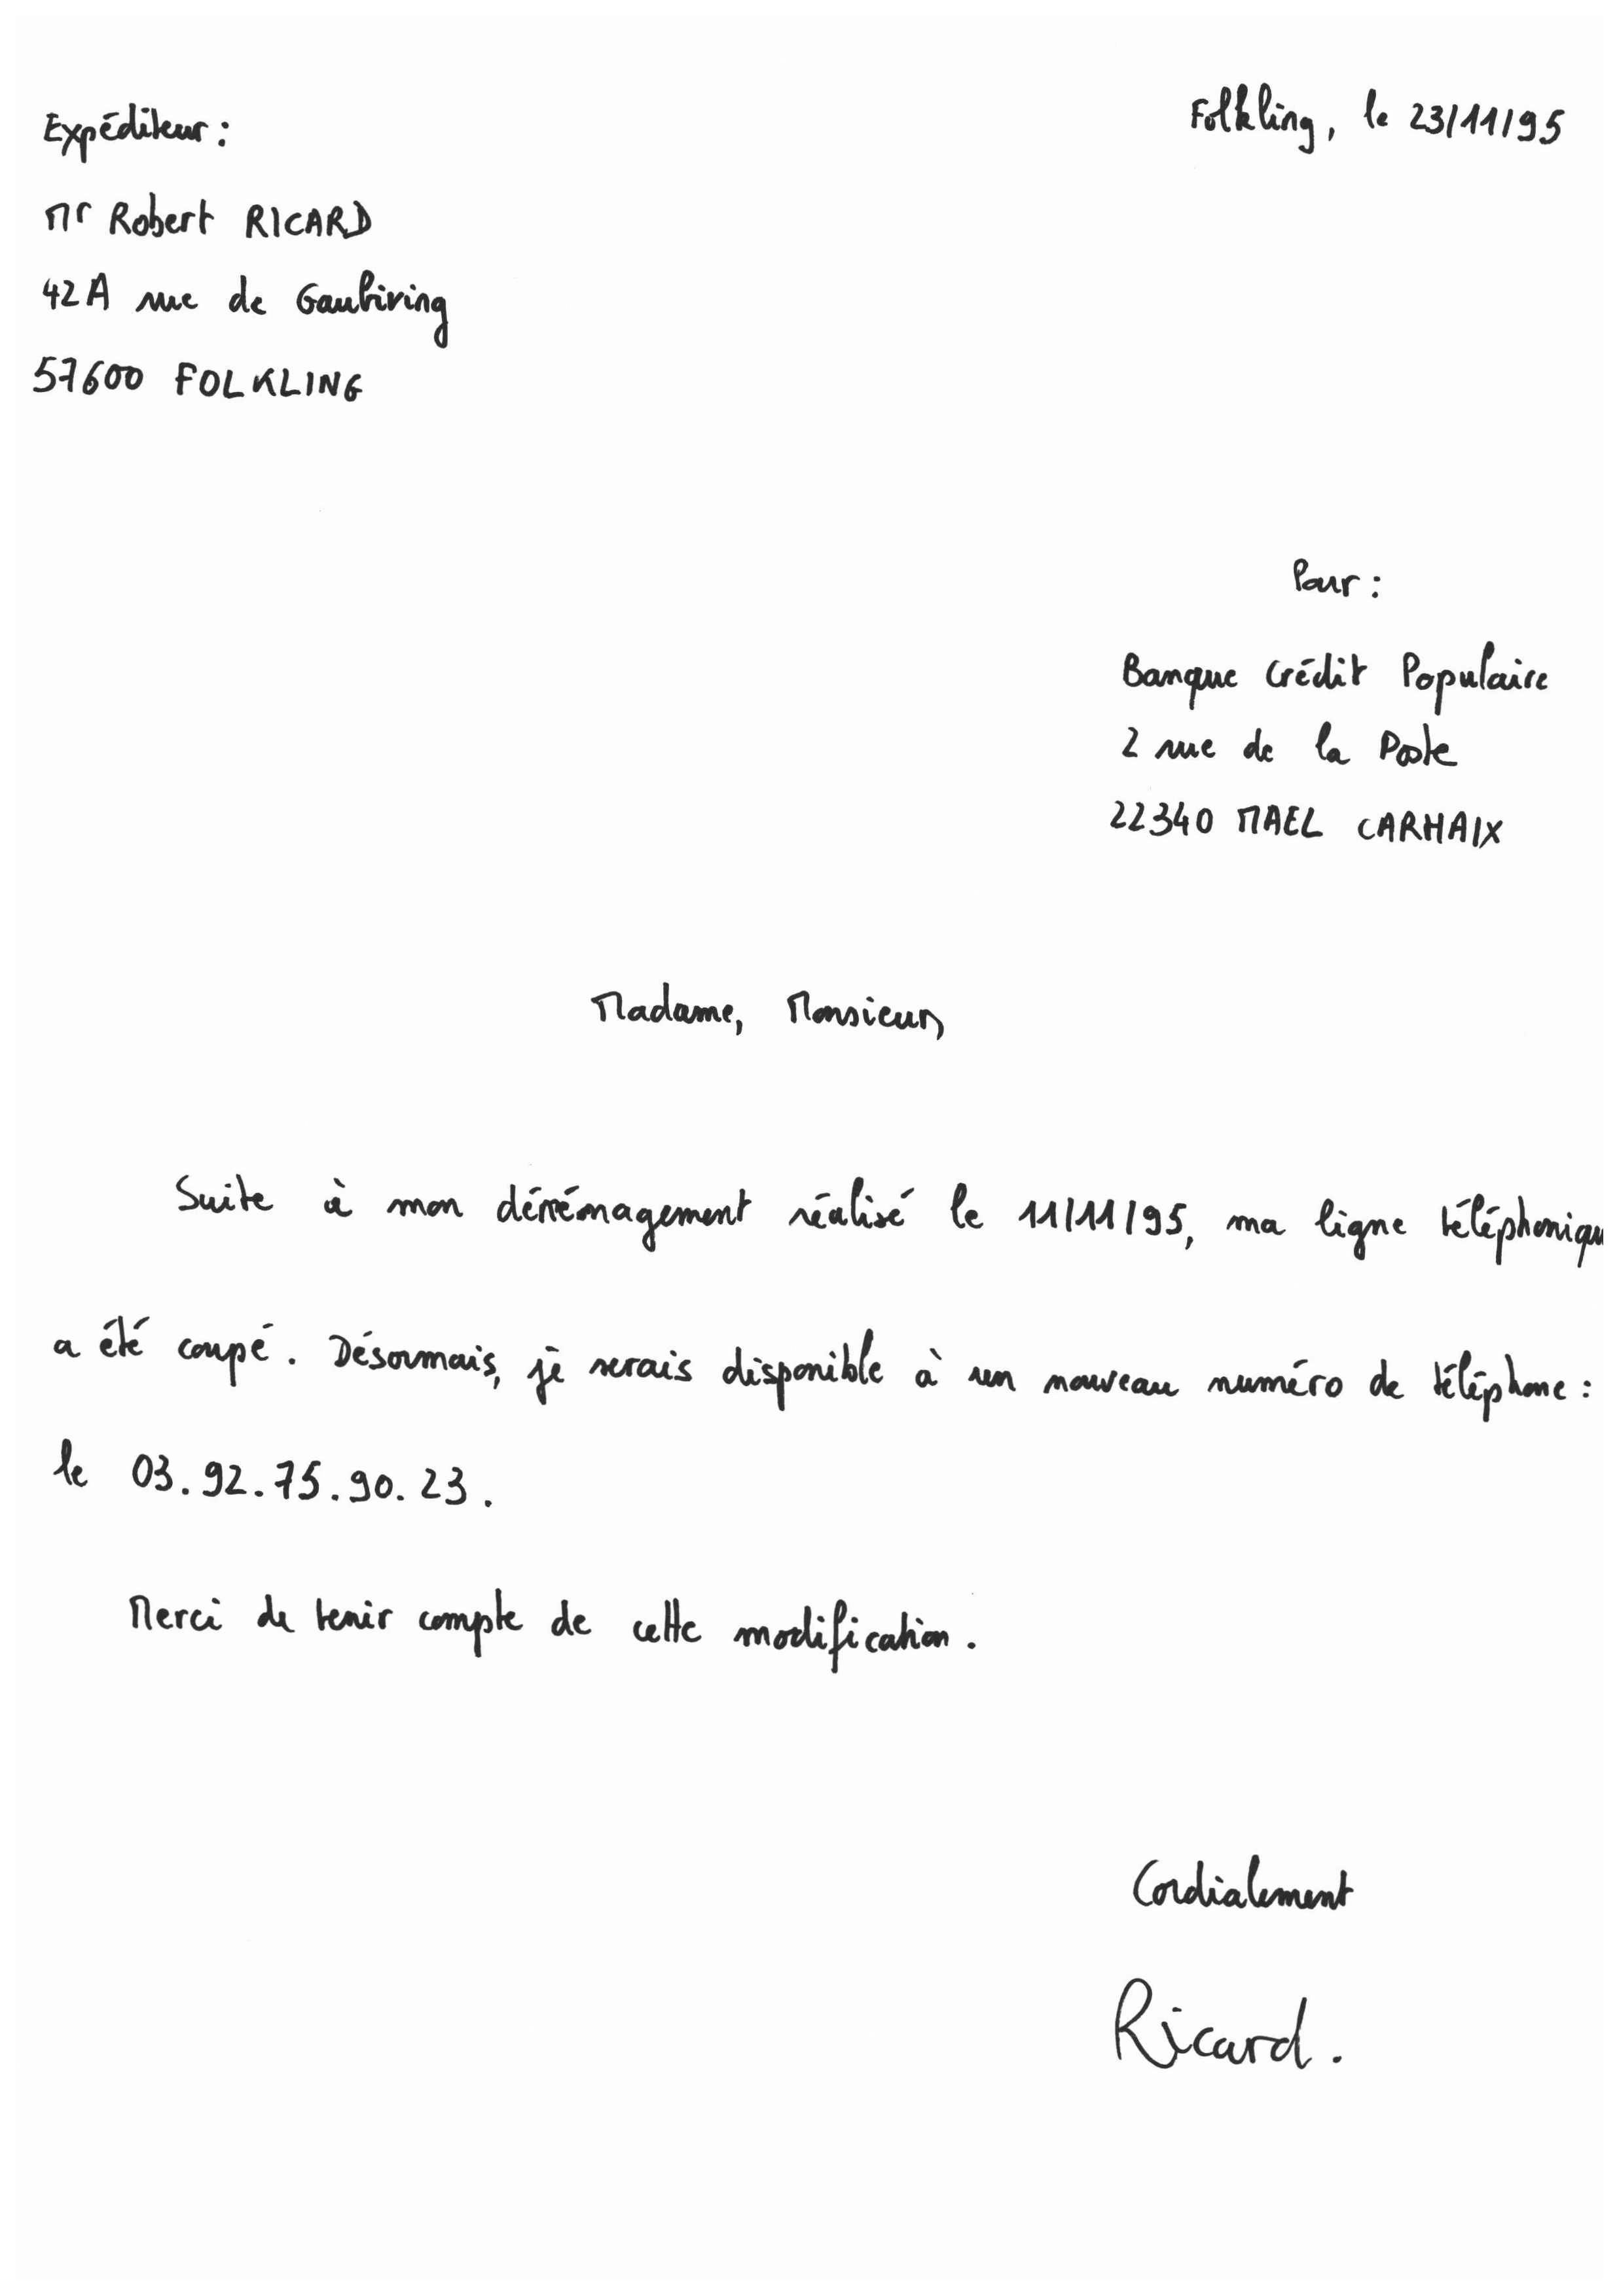 Folkling, le 23/11/95
Expéditeur :
Mr Robert RICARD
42A rue de Gaubiving
57600 FOLKLING
Pour :
Banque Crédit Populaire
2 rue de la Poste
22340 MAEL CARHAIX
Madame, Monsieur,
Suite à mon déménagement réalisé le 11/11/95, ma ligne téléphoniqu
a été coupé. Désormais, je serais disponible à un nouveau numéro de téléphone :
le 03.92.75.90.23.
Merci de tenir compte de cette modification.
Cordialement
Ricard.